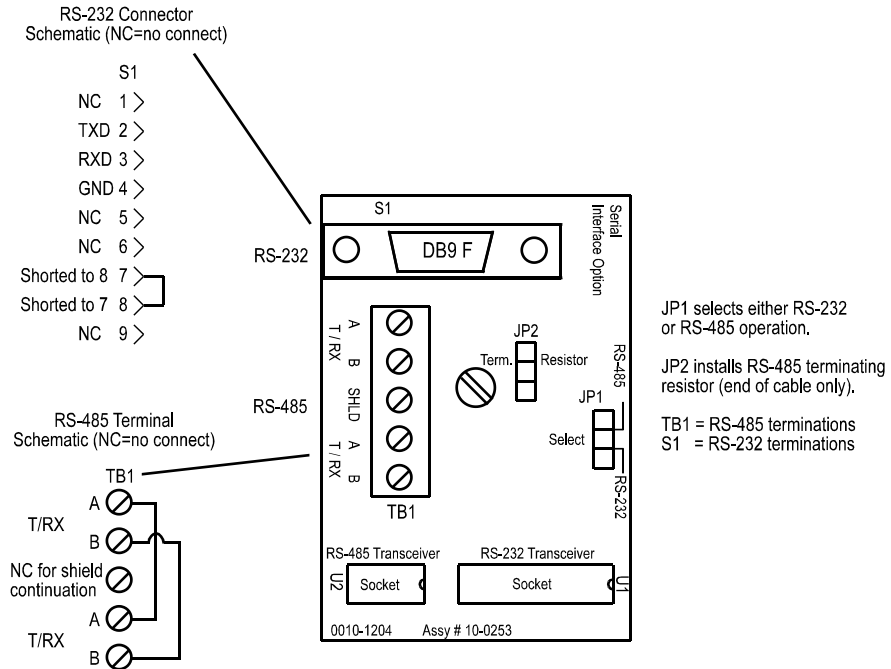 RS-232 Connector
Schematic (NC=no connect)
S1
NC 1
TXD 2
RXD 3
GND 4
NC 5
NC 6
Shorted to 8 7
Shorted to 7 8
NC 9
RS-485 Terminal
Schematic (NC=no connect)
TB1
A
T/RX
B
NC for shield
continuation
A
T/RX
B
RS-232
RS-485
S1
DB9 F
Serial
Interface Option
A
T / RX
B
SHLD
A
T / RX
B
TB1
JP2
Term. Resistor
RS-485
JP1
Select
RS-232
RS-485 Transceiver
U2
Socket
RS-232 Transceiver
Socket
U1
0010-1204 Assy # 10-0253
JP1 selects either RS-232
or RS-485 operation.
JP2 installs RS-485 terminating
resistor (end of cable only).
TB1 = RS-485 terminations
S1 = RS-232 terminations